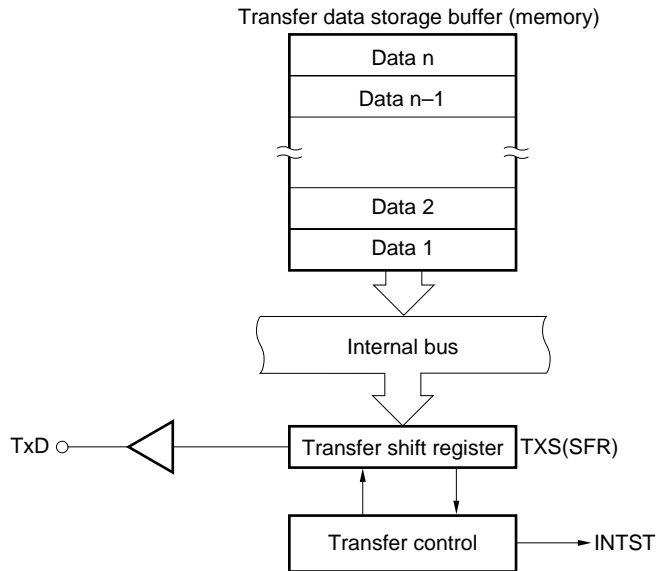 Transfer data storage buffer (memory)
Data n
Data n–1
Data 2
Data 1
Internal bus
TxD
Transfer shift register
TXS(SFR)
Transfer control
INTST